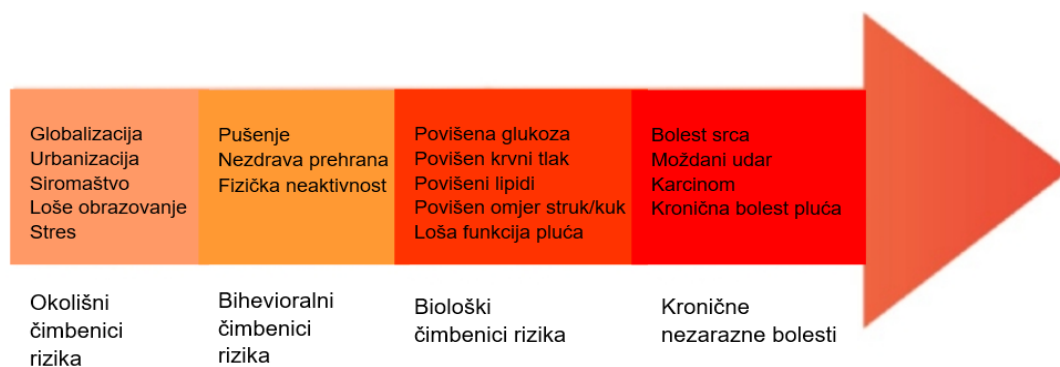 Globalizacija
Urbanizacija
Siromaštvo
Loše obrazovanje
Stres
Pušenje
Nezdrava prehrana
Fizička neaktivnost
Povišena glukoza
Povišen krvni tlak
Povišeni lipidi
Povišen omjer struk/kuk
Loša funkcija pluća
Bolest srca
Moždani udar
Karcinom
Kronična bolest pluća
Okolišni
čimbenici
rizika
Bihevioralni
čimbenici
rizika
Biološki
čimbenici rizika
Kronične
nezarazne bolesti